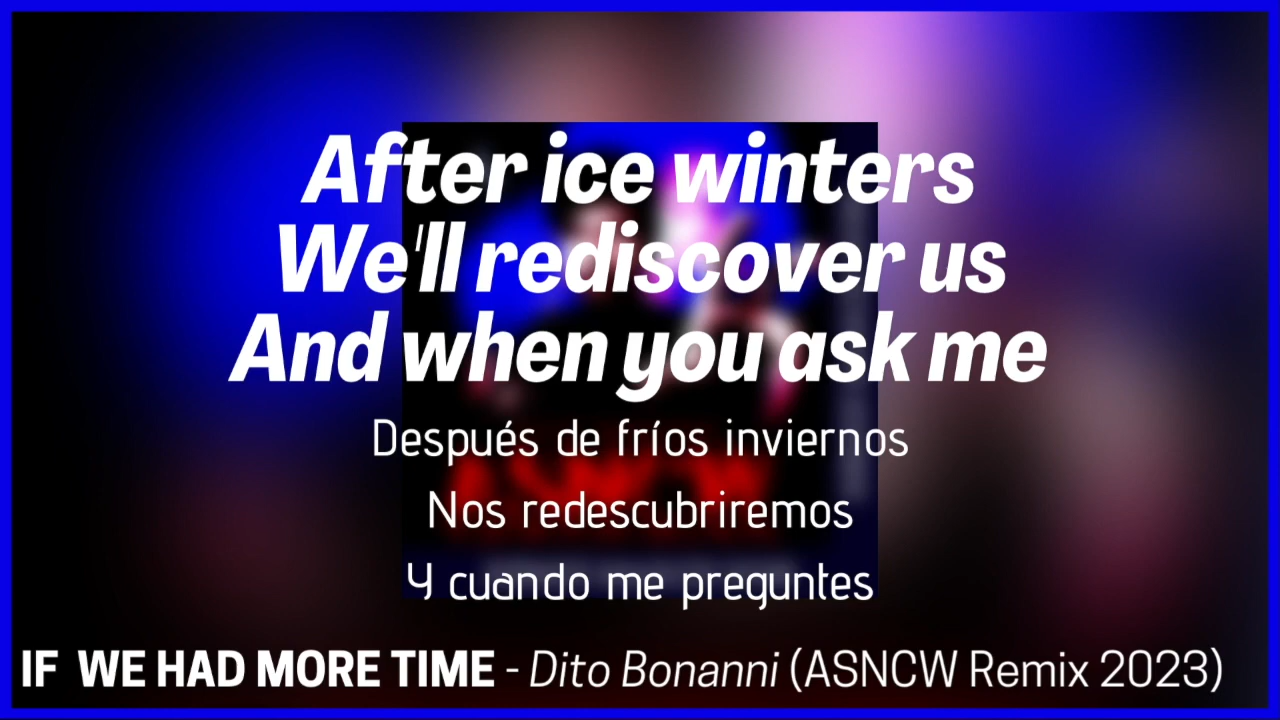 After ice winters
We'll rediscover us
And when you ask me
Después de fríos inviernos
Nos redescubriremos
Y cuando me preguntes
IF WE HAD MORE TIME - Dito Bonanni (ASNCW Remix 2023)